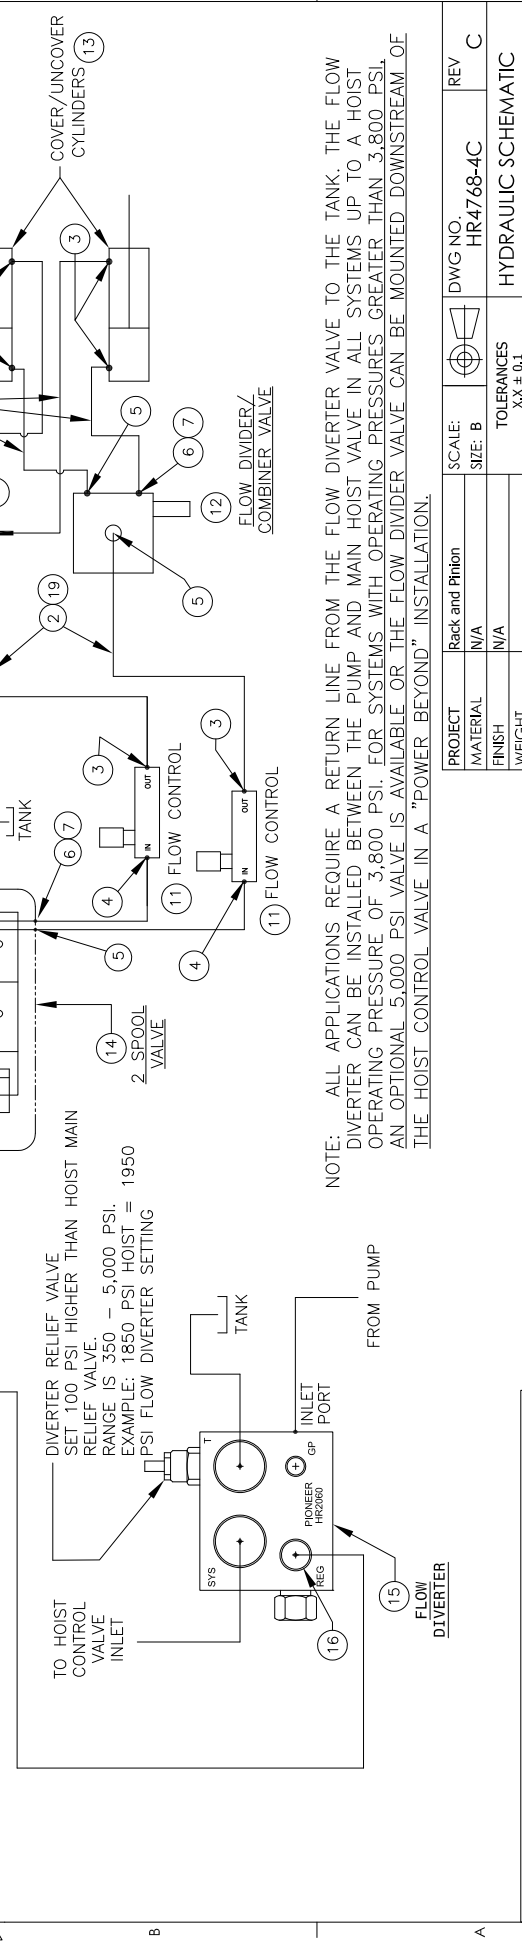 COVER/UNCOVER
CYLINDERS
13
3
5
6
7
12
FLOW DIVIDER/
COMBINER VALVE
5
2
19
3
3
OUT
IN
11
FLOW CONTROL
OUT
IN
11
FLOW CONTROL
4
4
TANK
6
7
5
14
2 SPOOL
VALVE
DIVERTER RELIEF VALVE
SET 100 PSI HIGHER THAN HOIST MAIN
RELIEF VALVE.
RANGE IS 350 - 5,000 PSI.
EXAMPLE: 1850 PSI HOIST = 1950
PSI FLOW DIVERTER SETTING
TO HOIST
CONTROL
VALVE
INLET
TANK
INLET
PORT
FROM PUMP
SYS
T
GP
REG
PIONEER
HR2060
16
15
FLOW
DIVERTER
NOTE: ALL APPLICATIONS REQUIRE A RETURN LINE FROM THE FLOW DIVERTER VALVE TO THE TANK. THE FLOW
DIVERTER CAN BE INSTALLED BETWEEN THE PUMP AND MAIN HOIST VALVE IN ALL SYSTEMS UP TO A HOIST
OPERATING PRESSURE OF 3,800 PSI. FOR SYSTEMS WITH OPERATING PRESSURES GREATER THAN 3,800 PSI,
AN OPTIONAL 5,000 PSI VALVE IS AVAILABLE OR THE FLOW DIVIDER VALVE CAN BE MOUNTED DOWNSTREAM OF
THE HOIST CONTROL VALVE IN A "POWER BEYOND" INSTALLATION.
PROJECT Rack and Pinion
MATERIAL N/A
FINISH N/A
WEIGHT
SCALE:
SIZE: B
DWG NO.
HR4768-4C
REV
C
TOLERANCES
X.X ± 0.1
HYDRAULIC SCHEMATIC
B
A